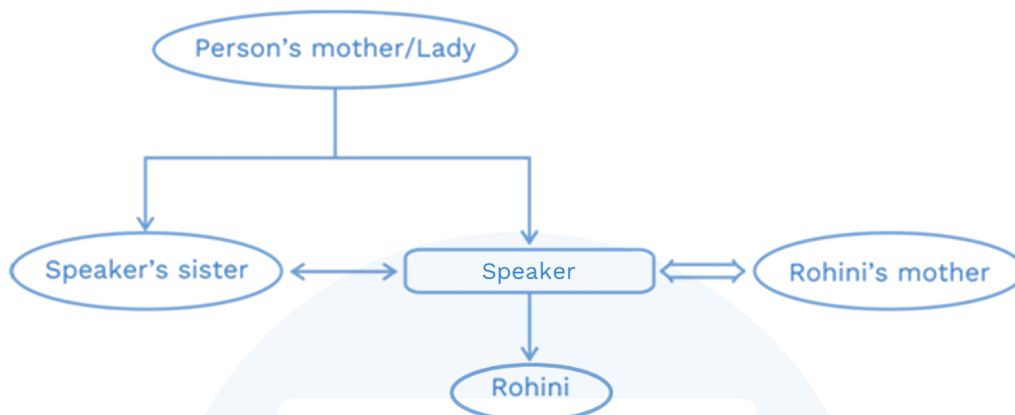 Person's mother/Lady
Speaker's sister
Speaker
Rohini's mother
Rohini